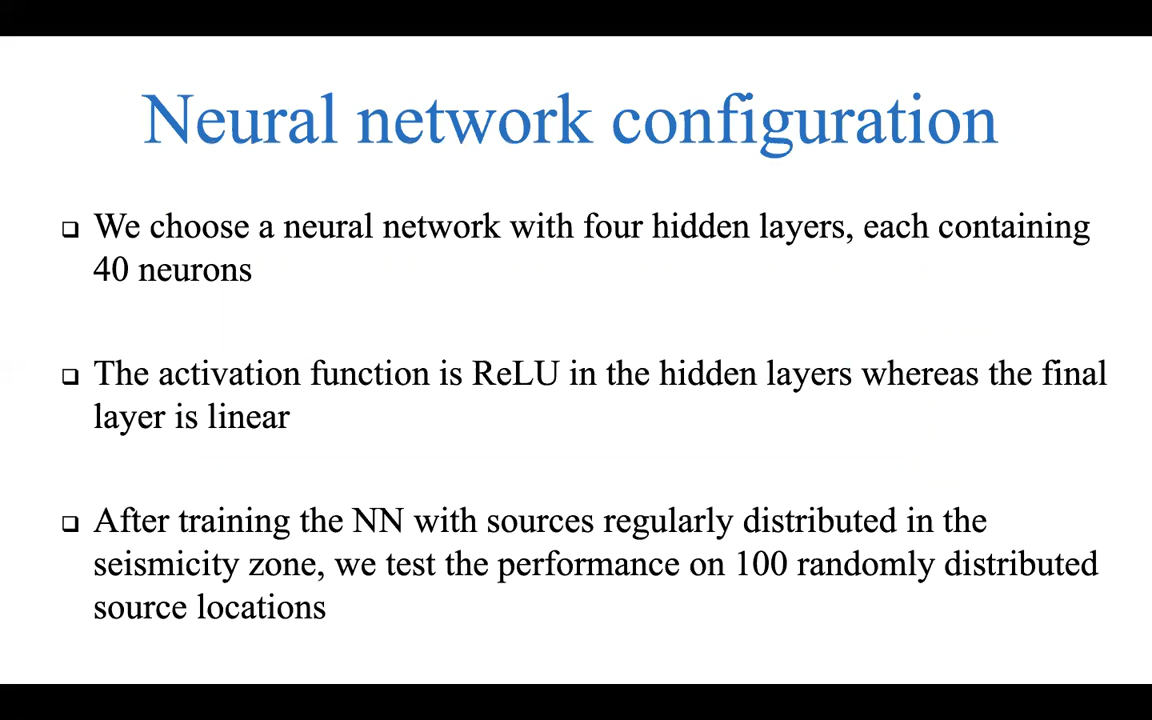 Neural network configuration
We choose a neural network with four hidden layers, each containing
40 neurons
The activation function is ReLU in the hidden layers whereas the final
layer is linear
After training the NN with sources regularly distributed in the
seismicity zone, we test the performance on 100 randomly distributed
source locations